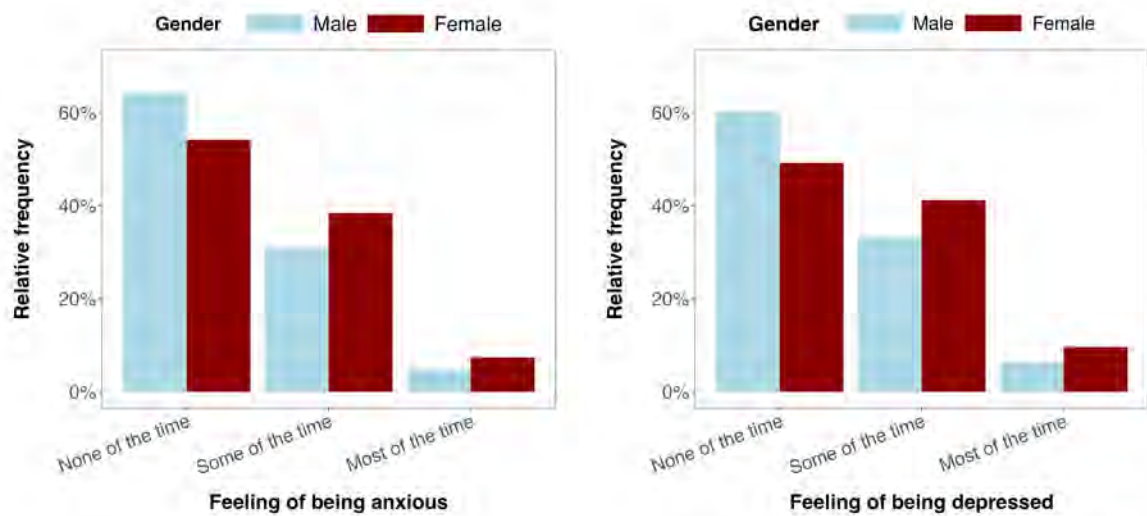 Gender Male Female
Relative frequency
60%
40%
20%
0%
None of the time
Some of the time
Most of the time
Feeling of being anxious
Gender Male Female
Relative frequency
60%
40%
20%
0%
None of the time
Some of the time
Most of the time
Feeling of being depressed